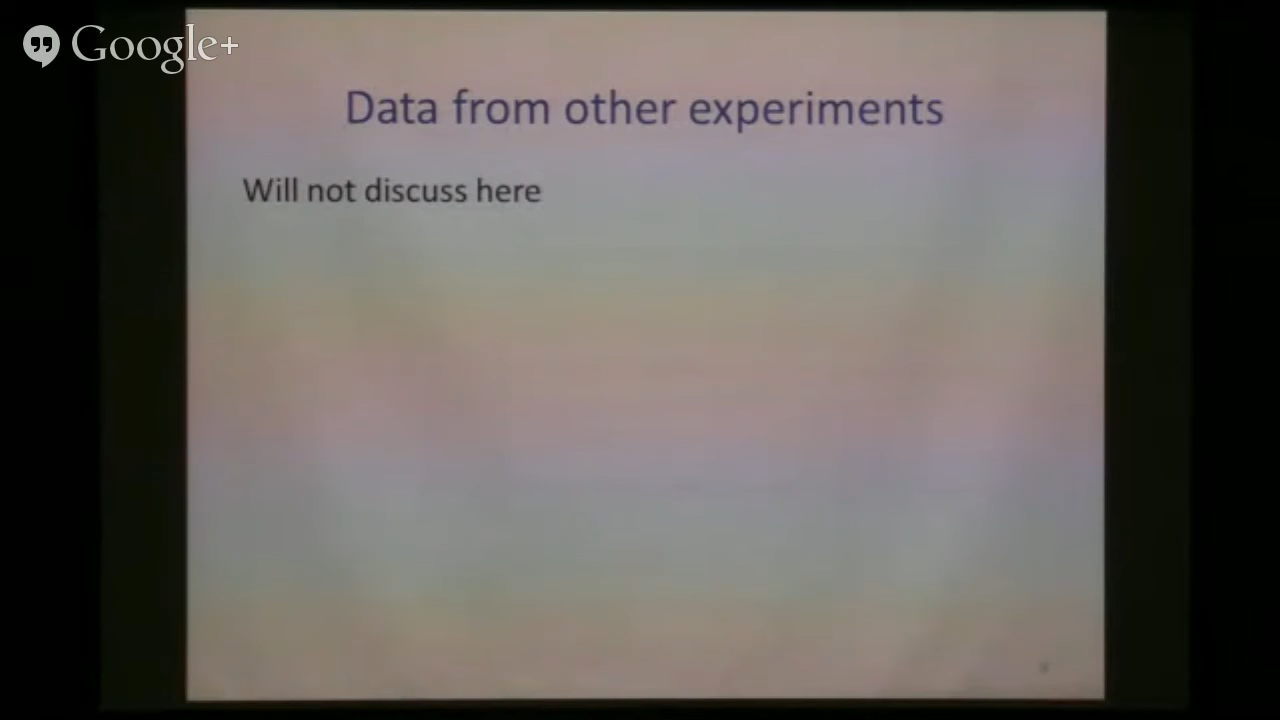 Google+
Data from other experiments
Will not discuss here